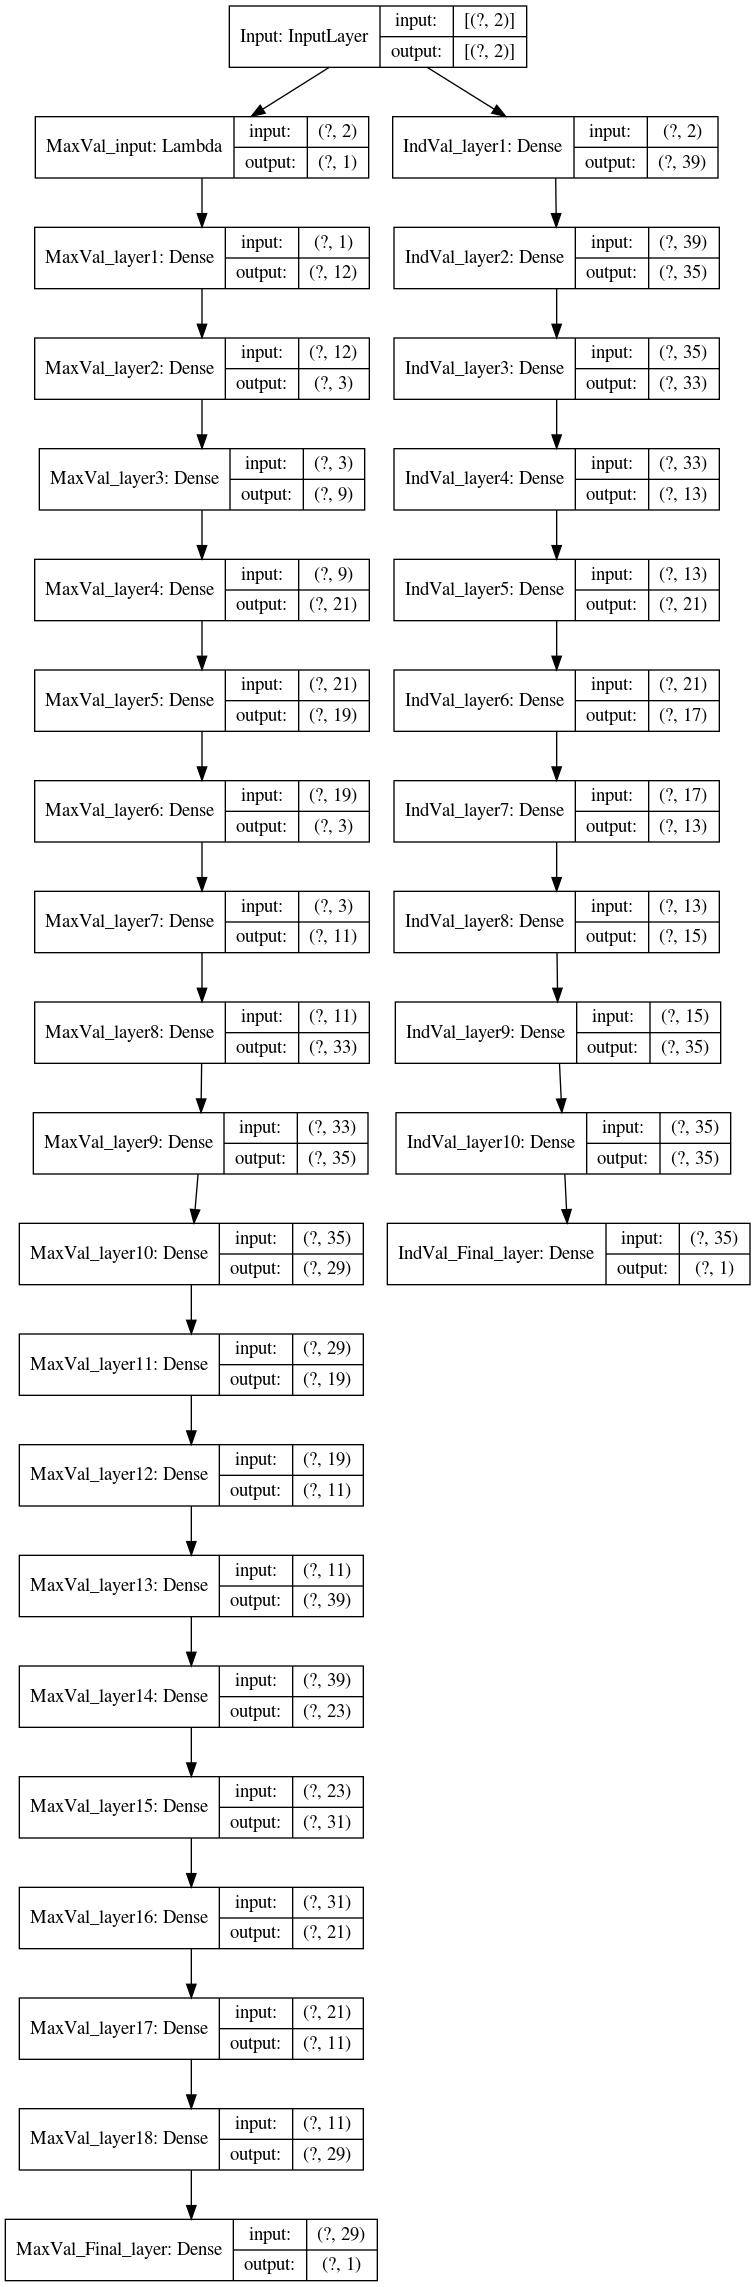 Input: InputLayer input: [(?, 2)]
output: [(?, 2)]
MaxVal_input: Lambda input: (?, 2)
output: (?, 1)
IndVal_layer1: Dense input: (?, 2)
output: (?, 39)
MaxVal_layer1: Dense input: (?, 1)
output: (?, 12)
IndVal_layer2: Dense input: (?, 39)
output: (?, 35)
MaxVal_layer2: Dense input: (?, 12)
output: (?, 3)
IndVal_layer3: Dense input: (?, 35)
output: (?, 33)
MaxVal_layer3: Dense input: (?, 3)
output: (?, 9)
IndVal_layer4: Dense input: (?, 33)
output: (?, 13)
MaxVal_layer4: Dense input: (?, 9)
output: (?, 21)
IndVal_layer5: Dense input: (?, 13)
output: (?, 21)
MaxVal_layer5: Dense input: (?, 21)
output: (?, 19)
IndVal_layer6: Dense input: (?, 21)
output: (?, 17)
MaxVal_layer6: Dense input: (?, 19)
output: (?, 3)
IndVal_layer7: Dense input: (?, 17)
output: (?, 13)
MaxVal_layer7: Dense input: (?, 3)
output: (?, 11)
IndVal_layer8: Dense input: (?, 13)
output: (?, 15)
MaxVal_layer8: Dense input: (?, 11)
output: (?, 33)
IndVal_layer9: Dense input: (?, 15)
output: (?, 35)
MaxVal_layer9: Dense input: (?, 33)
output: (?, 35)
IndVal_layer10: Dense input: (?, 35)
output: (?, 35)
MaxVal_layer10: Dense input: (?, 35)
output: (?, 29)
IndVal_Final_layer: Dense input: (?, 35)
output: (?, 1)
MaxVal_layer11: Dense input: (?, 29)
output: (?, 19)
MaxVal_layer12: Dense input: (?, 19)
output: (?, 11)
MaxVal_layer13: Dense input: (?, 11)
output: (?, 39)
MaxVal_layer14: Dense input: (?, 39)
output: (?, 23)
MaxVal_layer15: Dense input: (?, 23)
output: (?, 31)
MaxVal_layer16: Dense input: (?, 31)
output: (?, 21)
MaxVal_layer17: Dense input: (?, 21)
output: (?, 11)
MaxVal_layer18: Dense input: (?, 11)
output: (?, 29)
MaxVal_Final_layer: Dense input: (?, 29)
output: (?, 1)